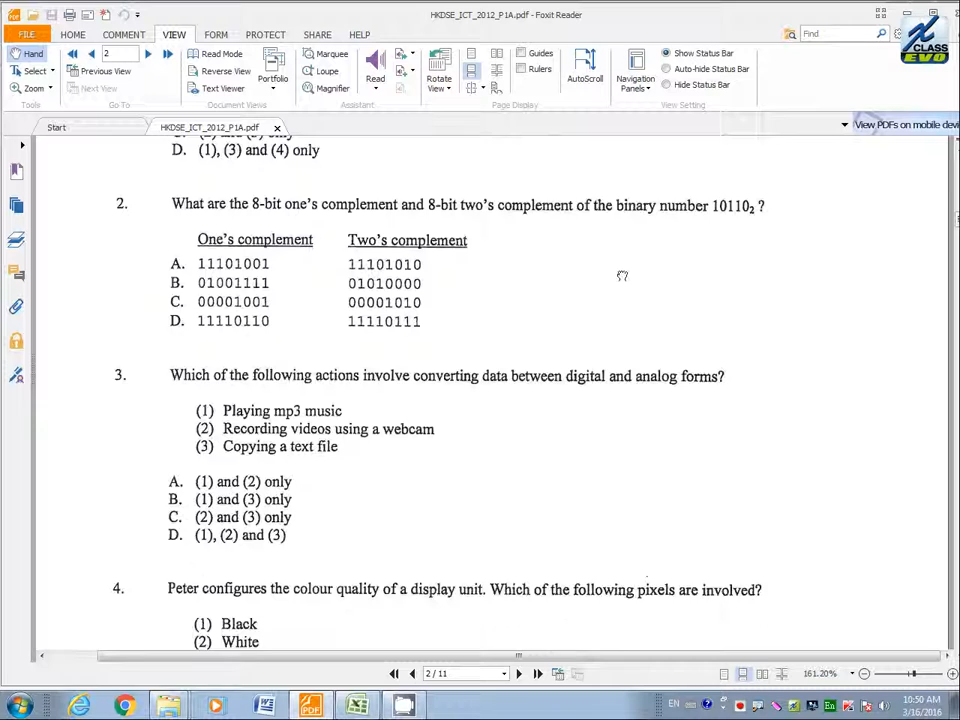 HKDSE_ICT_2012_P1A.pdf - Foxit Reader
FILE HOME COMMENT VIEW FORM PROTECT SHARE HELP Find
CLASS
EVO
Hand 2 Read Mode Marquee Guides Show Status Bar
Select Previous View Reverse View Loupe Rulers Auto-hide Status Bar
Zoom Next View Text Viewer Portfolio Magnifier Read Rotate View AutoScroll Navigation Panels Hide Status Bar
Tools Go To Document Views Assistant Page Display View Setting
Start HKDSE_ICT_2012_P1A.pdf View PDFs on mobile devi
D. (1), (3) and (4) only
2. What are the 8-bit one's complement and 8-bit two's complement of the binary number 10110₂ ?
One's complement Two's complement
A. 11101001 11101010
B. 01001111 01010000
C. 00001001 00001010
D. 11110110 11110111
3. Which of the following actions involve converting data between digital and analog forms?
(1) Playing mp3 music
(2) Recording videos using a webcam
(3) Copying a text file
A. (1) and (2) only
B. (1) and (3) only
C. (2) and (3) only
D. (1), (2) and (3)
4. Peter configures the colour quality of a display unit. Which of the following pixels are involved?
(1) Black
(2) White
2 / 11 161.20%
EN En 10:50 AM
3/16/2016